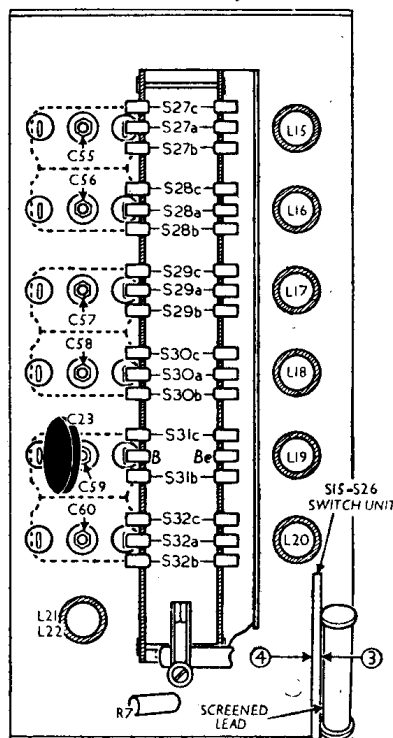 S27c
S27a
S27b
L15
C55
C56
S28c
S28a
S28b
L16
S29c
S29a
S29b
L17
C57
C58
S30c
S30a
S30b
L18
C23
S31c
B Be
S31b
L19
C59
C60
S32c
S32a
S32b
L20
S15-S26
SWITCH UNIT
L21
L22
4 3
R7
SCREENED
LEAD